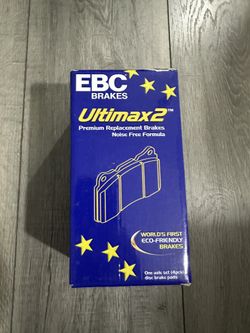 EBC
BRAKES
Ultimax2™
Premium Replacement Brakes
Noise Free Formula
WORLD'S FIRST
ECO-FRIENDLY
BRAKES
One axle set (4pcs)
disc brake pads